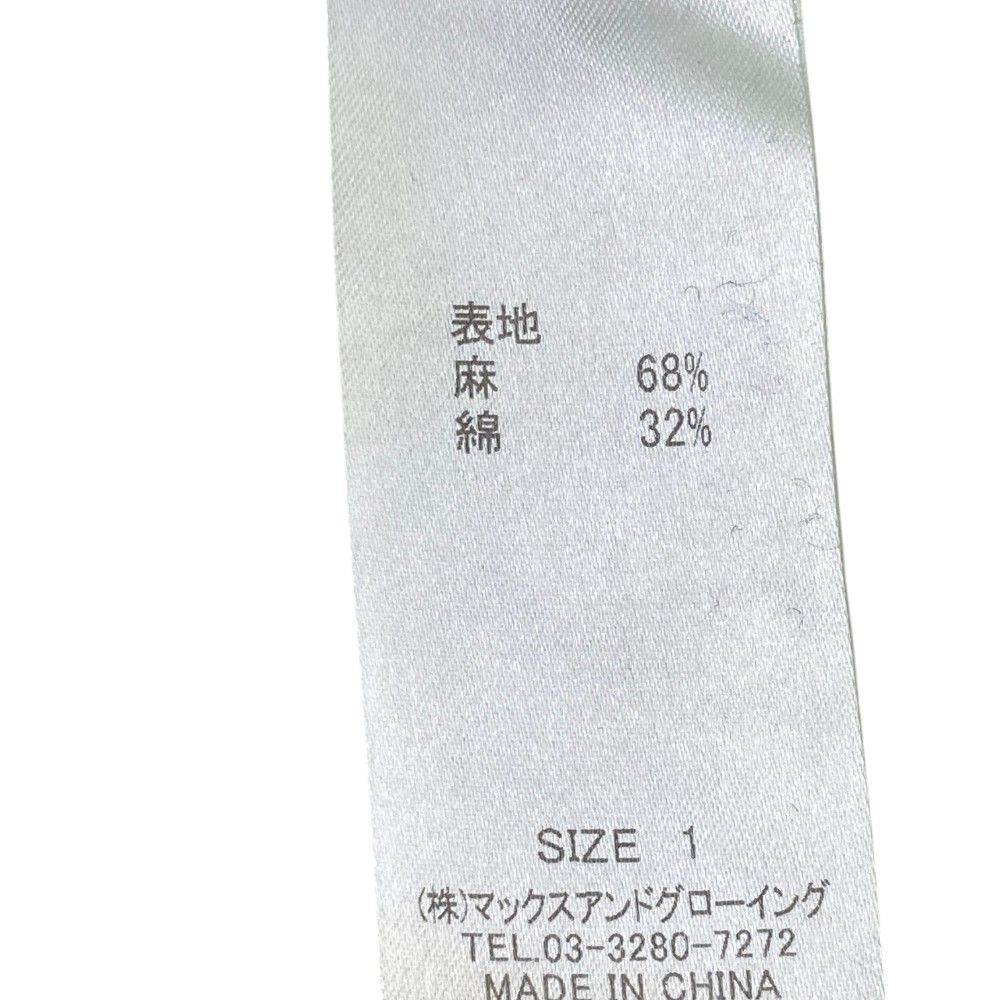 表地
麻 68%
綿 32%
SIZE 1
(株)マックスアンドグローイング
TEL.03-3280-7272
MADE IN CHINA